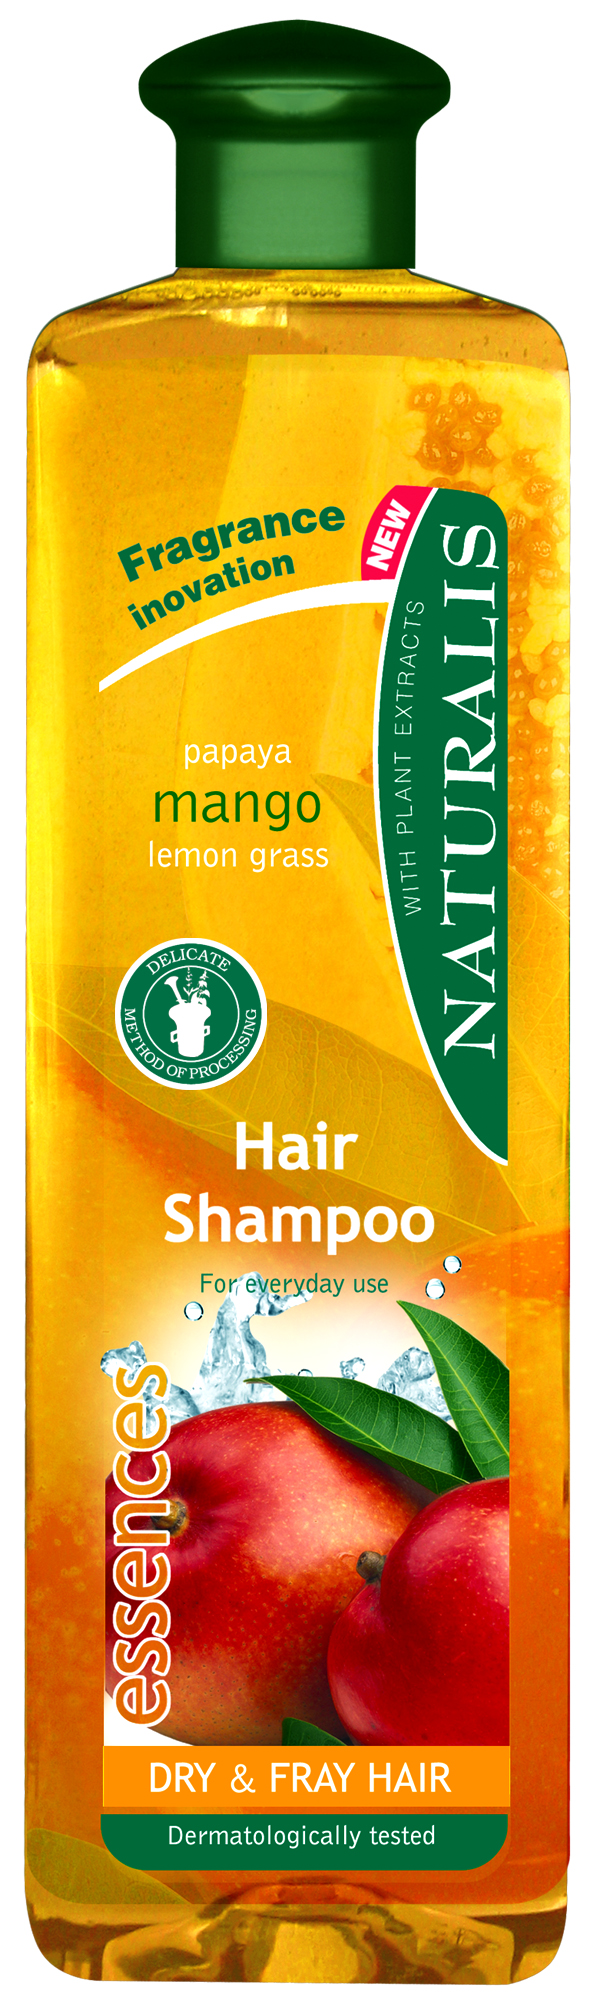 Fragrance
inovation
NEW
NATURALIS
WITH PLANT EXTRACTS
papaya
mango
lemon grass
DELICATE
METHOD OF PROCESSING
Hair
Shampoo
For everyday use
essences
DRY & FRAY HAIR
Dermatologically tested